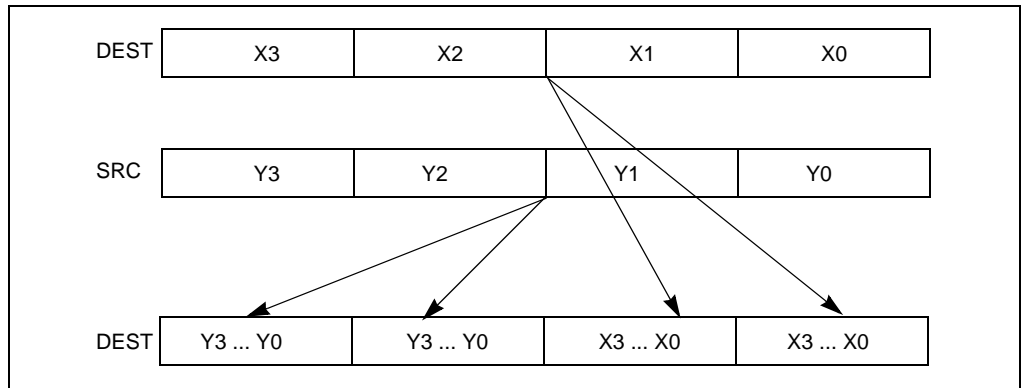 DEST X3 X2 X1 X0
SRC Y3 Y2 Y1 Y0
DEST Y3 ... Y0 Y3 ... Y0 X3 ... X0 X3 ... X0